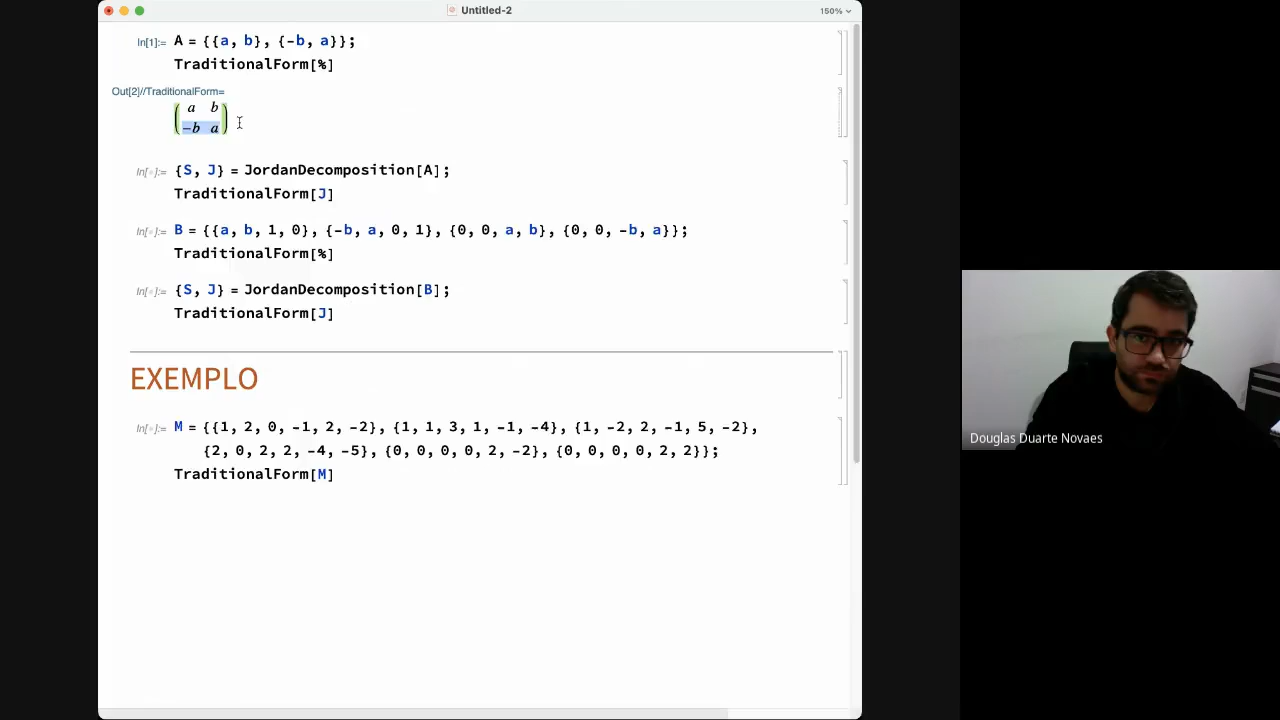 Untitled-2
150%
In[1]:= A = {{a, b}, {-b, a}};
TraditionalForm[%]
Out[2]//TraditionalForm=
( a b
-b a )
In[∘]:= {S, J} = JordanDecomposition[A];
TraditionalForm[J]
In[∘]:= B = {{a, b, 1, 0}, {-b, a, 0, 1}, {0, 0, a, b}, {0, 0, -b, a}};
TraditionalForm[%]
In[∘]:= {S, J} = JordanDecomposition[B];
TraditionalForm[J]
EXEMPLO
In[∘]:= M = {{1, 2, 0, -1, 2, -2}, {1, 1, 3, 1, -1, -4}, {1, -2, 2, -1, 5, -2},
{2, 0, 2, 2, -4, -5}, {0, 0, 0, 0, 2, -2}, {0, 0, 0, 0, 2, 2}};
TraditionalForm[M]
Douglas Duarte Novaes